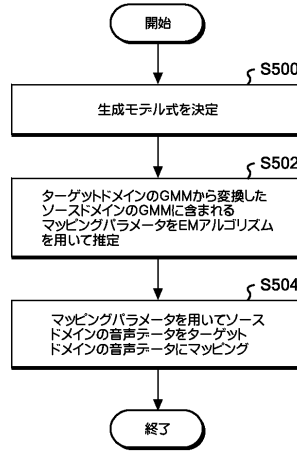 開始
S500
生成モデル式を決定
S502
ターゲットドメインのGMMから変換した
ソースドメインのGMMに含まれる
マッピングパラメータをEMアルゴリズム
を用いて推定
S504
マッピングパラメータを用いてソース
ドメインの音声データをターゲット
ドメインの音声データにマッピング
終了